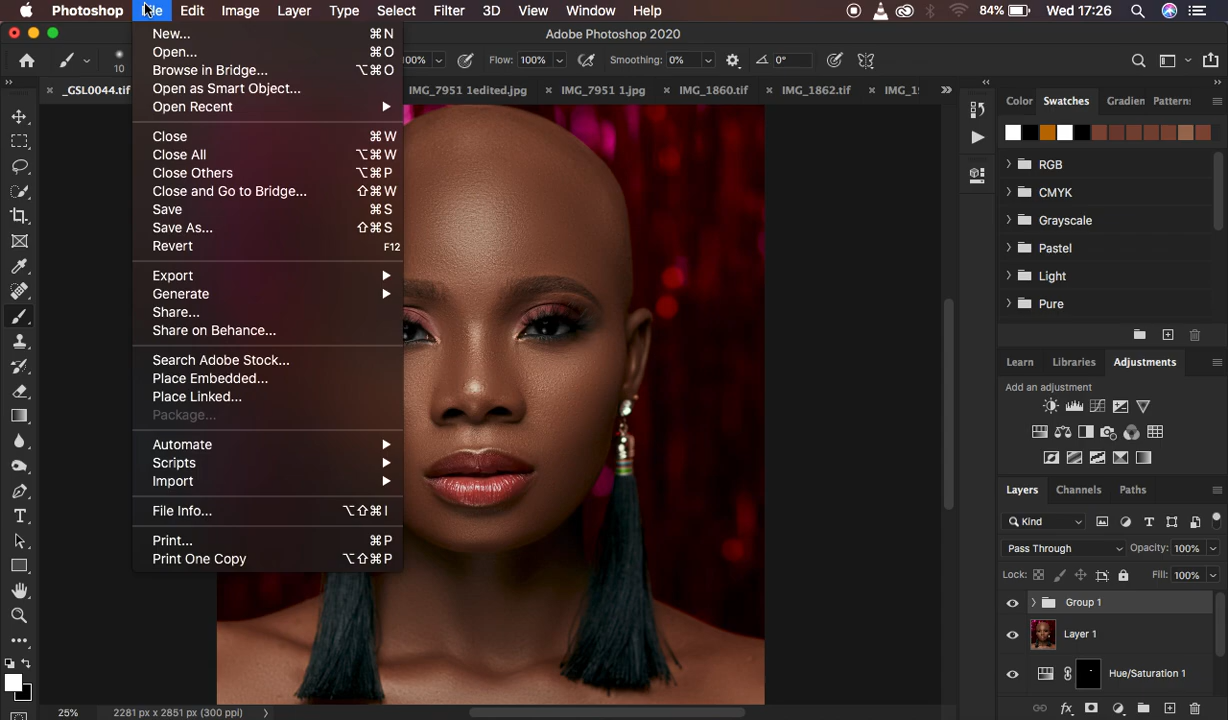 Photoshop File Edit Image Layer Type Select Filter 3D View Window Help 84% Wed 17:26
Adobe Photoshop 2020
10 00% Flow: 100% Smoothing: 0% 0°
_GSL0044.tif IMG_7951 1edited.jpg IMG_7951 1.jpg IMG_1860.tif IMG_1862.tif IMG_1
New... ⌘N
Open... ⌘O
Browse in Bridge... ⌥⌘O
Open as Smart Object...
Open Recent
Close ⌘W
Close All ⌥⌘W
Close Others ⌥⌘P
Close and Go to Bridge... ⇧⌘W
Save ⌘S
Save As... ⇧⌘S
Revert F12
Export
Generate
Share...
Share on Behance...
Search Adobe Stock...
Place Embedded...
Place Linked...
Package...
Automate
Scripts
Import
File Info... ⌥⇧⌘I
Print... ⌘P
Print One Copy ⌥⇧⌘P
Color Swatches Gradien Patterns
RGB
CMYK
Grayscale
Pastel
Light
Pure
Learn Libraries Adjustments
Add an adjustment
Layers Channels Paths
Kind
Pass Through Opacity: 100%
Lock: Fill: 100%
Group 1
Layer 1
Hue/Saturation 1
25% 2281 px x 2851 px (300 ppi)